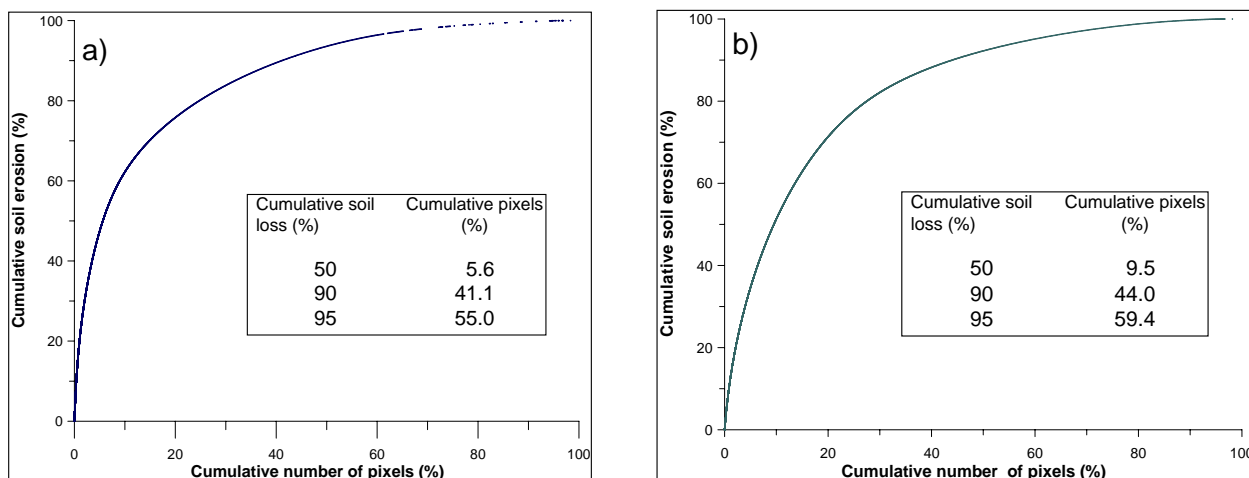 a)
Cumulative soil erosion (%)
100
80
60
40
20
0
Cumulative soil Cumulative pixels
loss (%) (%)
50 5.6
90 41.1
95 55.0
0 20 40 60 80 100
Cumulative number of pixels (%)
b)
Cumulative soil erosion (%)
100
80
60
40
20
0
Cumulative soil Cumulative pixels
loss (%) (%)
50 9.5
90 44.0
95 59.4
0 20 40 60 80 100
Cumulative number of pixels (%)